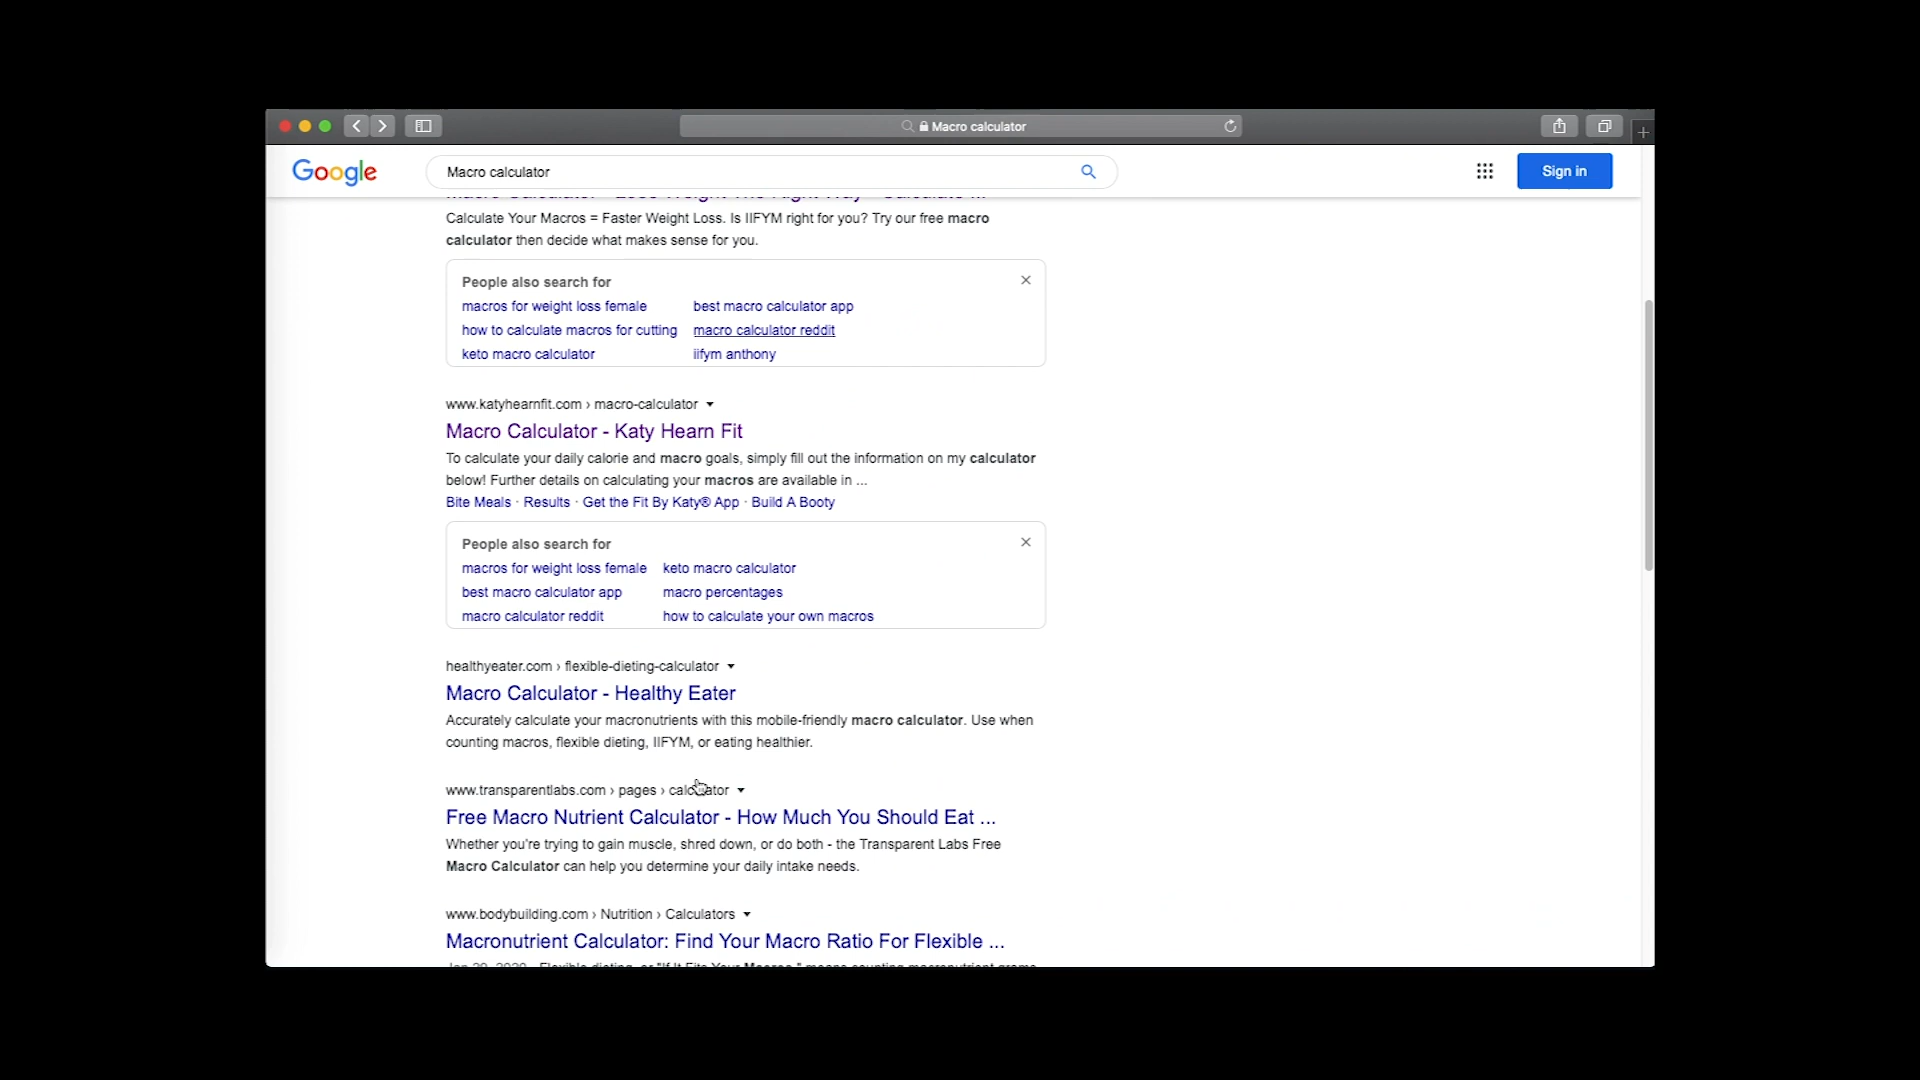 Macro calculator
Google
Macro calculator
Sign in
Calculate Your Macros = Faster Weight Loss. Is IIFYM right for you? Try our free macro
calculator then decide what makes sense for you.
People also search for
macros for weight loss female best macro calculator app
how to calculate macros for cutting macro calculator reddit
keto macro calculator iifym anthony
www.katyhearnfit.com › macro-calculator
Macro Calculator - Katy Hearn Fit
To calculate your daily calorie and macro goals, simply fill out the information on my calculator
below! Further details on calculating your macros are available in ...
Bite Meals · Results · Get the Fit By Katy® App · Build A Booty
People also search for
macros for weight loss female keto macro calculator
best macro calculator app macro percentages
macro calculator reddit how to calculate your own macros
healthyeater.com › flexible-dieting-calculator
Macro Calculator - Healthy Eater
Accurately calculate your macronutrients with this mobile-friendly macro calculator. Use when
counting macros, flexible dieting, IIFYM, or eating healthier.
www.transparentlabs.com › pages › calculator
Free Macro Nutrient Calculator - How Much You Should Eat ...
Whether you're trying to gain muscle, shred down, or do both - the Transparent Labs Free
Macro Calculator can help you determine your daily intake needs.
www.bodybuilding.com › Nutrition › Calculators
Macronutrient Calculator: Find Your Macro Ratio For Flexible ...